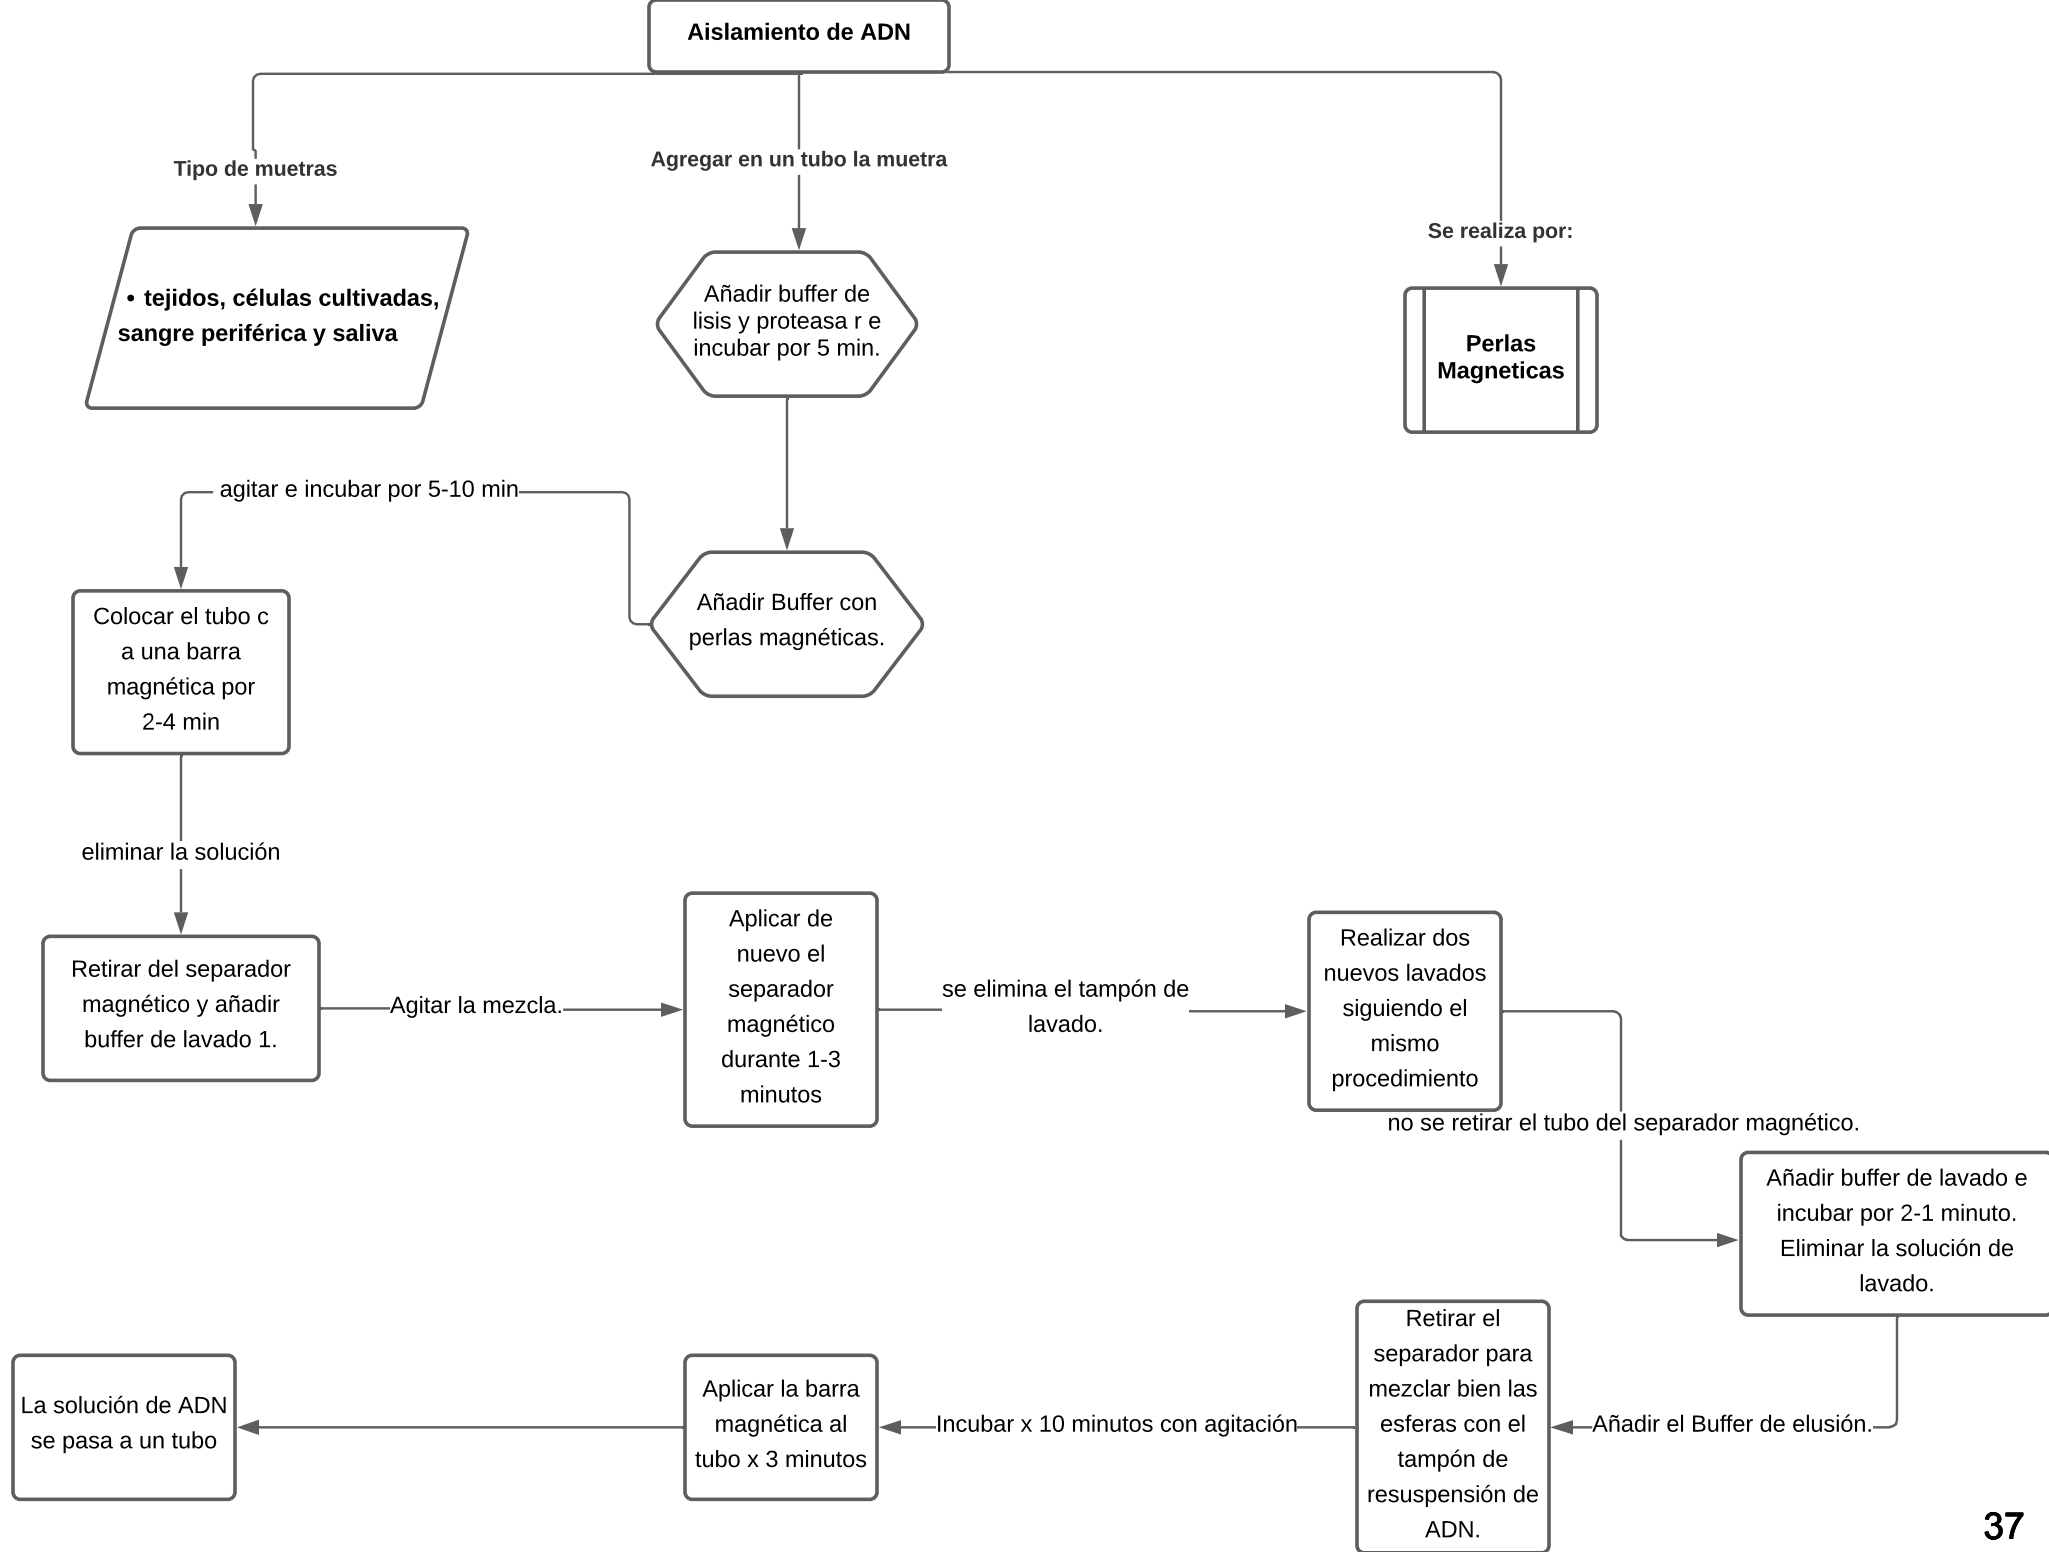 Aislamiento de ADN
Tipo de muetras
Agregar en un tubo la muetra
Se realiza por:
• tejidos, células cultivadas,
sangre periférica y saliva
Añadir buffer de
lisis y proteasa r e
incubar por 5 min.
Perlas
Magneticas
agitar e incubar por 5-10 min
Añadir Buffer con
perlas magnéticas.
Colocar el tubo c
a una barra
magnética por
2-4 min
eliminar la solución
Retirar del separador
magnético y añadir
buffer de lavado 1.
Agitar la mezcla.
Aplicar de
nuevo el
separador
magnético
durante 1-3
minutos
se elimina el tampón de
lavado.
Realizar dos
nuevos lavados
siguiendo el
mismo
procedimiento
no se retirar el tubo del separador magnético.
Añadir buffer de lavado e
incubar por 2-1 minuto.
Eliminar la solución de
lavado.
Añadir el Buffer de elusión.
Retirar el
separador para
mezclar bien las
esferas con el
tampón de
resuspensión de
ADN.
Incubar x 10 minutos con agitación
Aplicar la barra
magnética al
tubo x 3 minutos
La solución de ADN
se pasa a un tubo
37